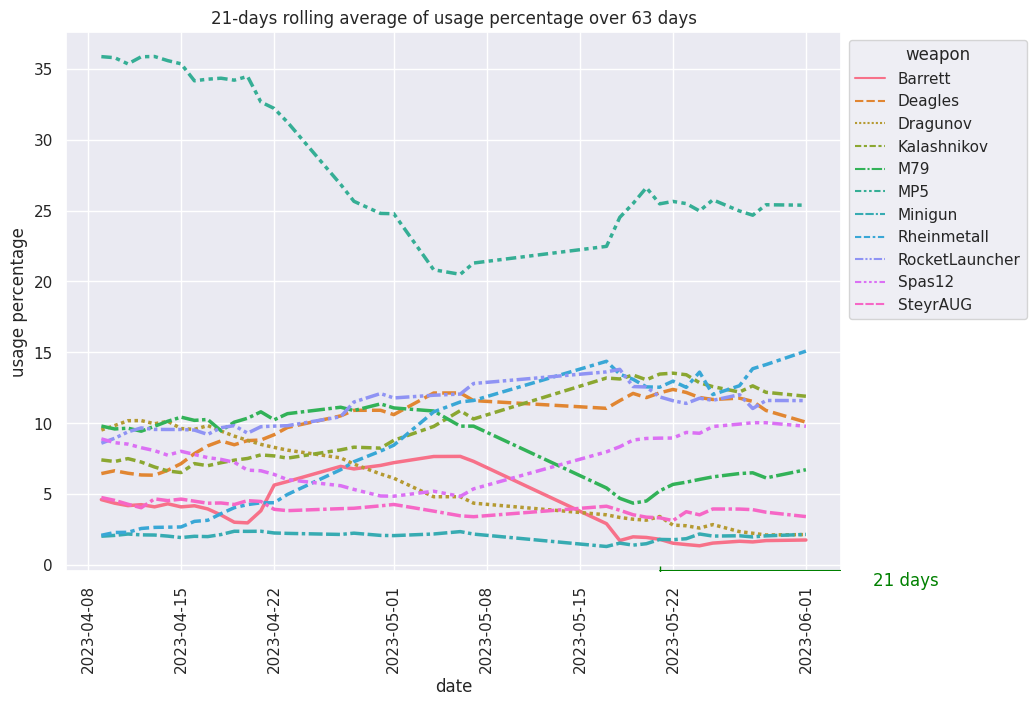 21-days rolling average of usage percentage over 63 days
usage percentage
35
30
25
20
15
10
5
0
2023-04-08
2023-04-15
2023-04-22
2023-05-01
2023-05-08
2023-05-15
2023-05-22
2023-06-01
date
weapon
Barrett
Deagles
Dragunov
Kalashnikov
M79
MP5
Minigun
Rheinmetall
RocketLauncher
Spas12
SteyrAUG
21 days